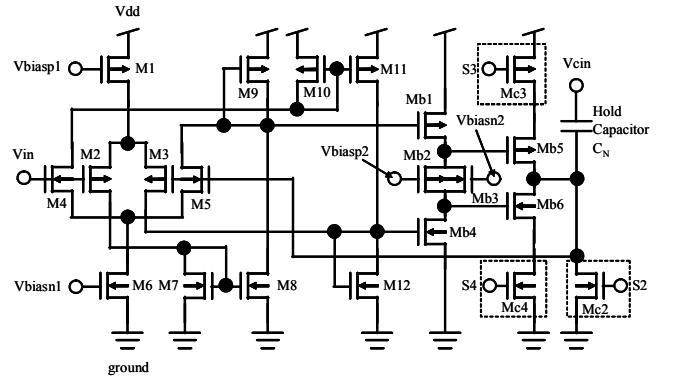 Vdd
Vbiasp1
M1
M9
M10
M11
S3
Mc3
Vcin
Mb1
Vbiasn2
Hold
Capacitor
CN
Vin
M2
M3
Vbiasp2
Mb2
Mb5
M4
M5
Mb3
Mb6
Mb4
Vbiasn1
M6
M7
M8
M12
S4
Mc4
S2
Mc2
ground